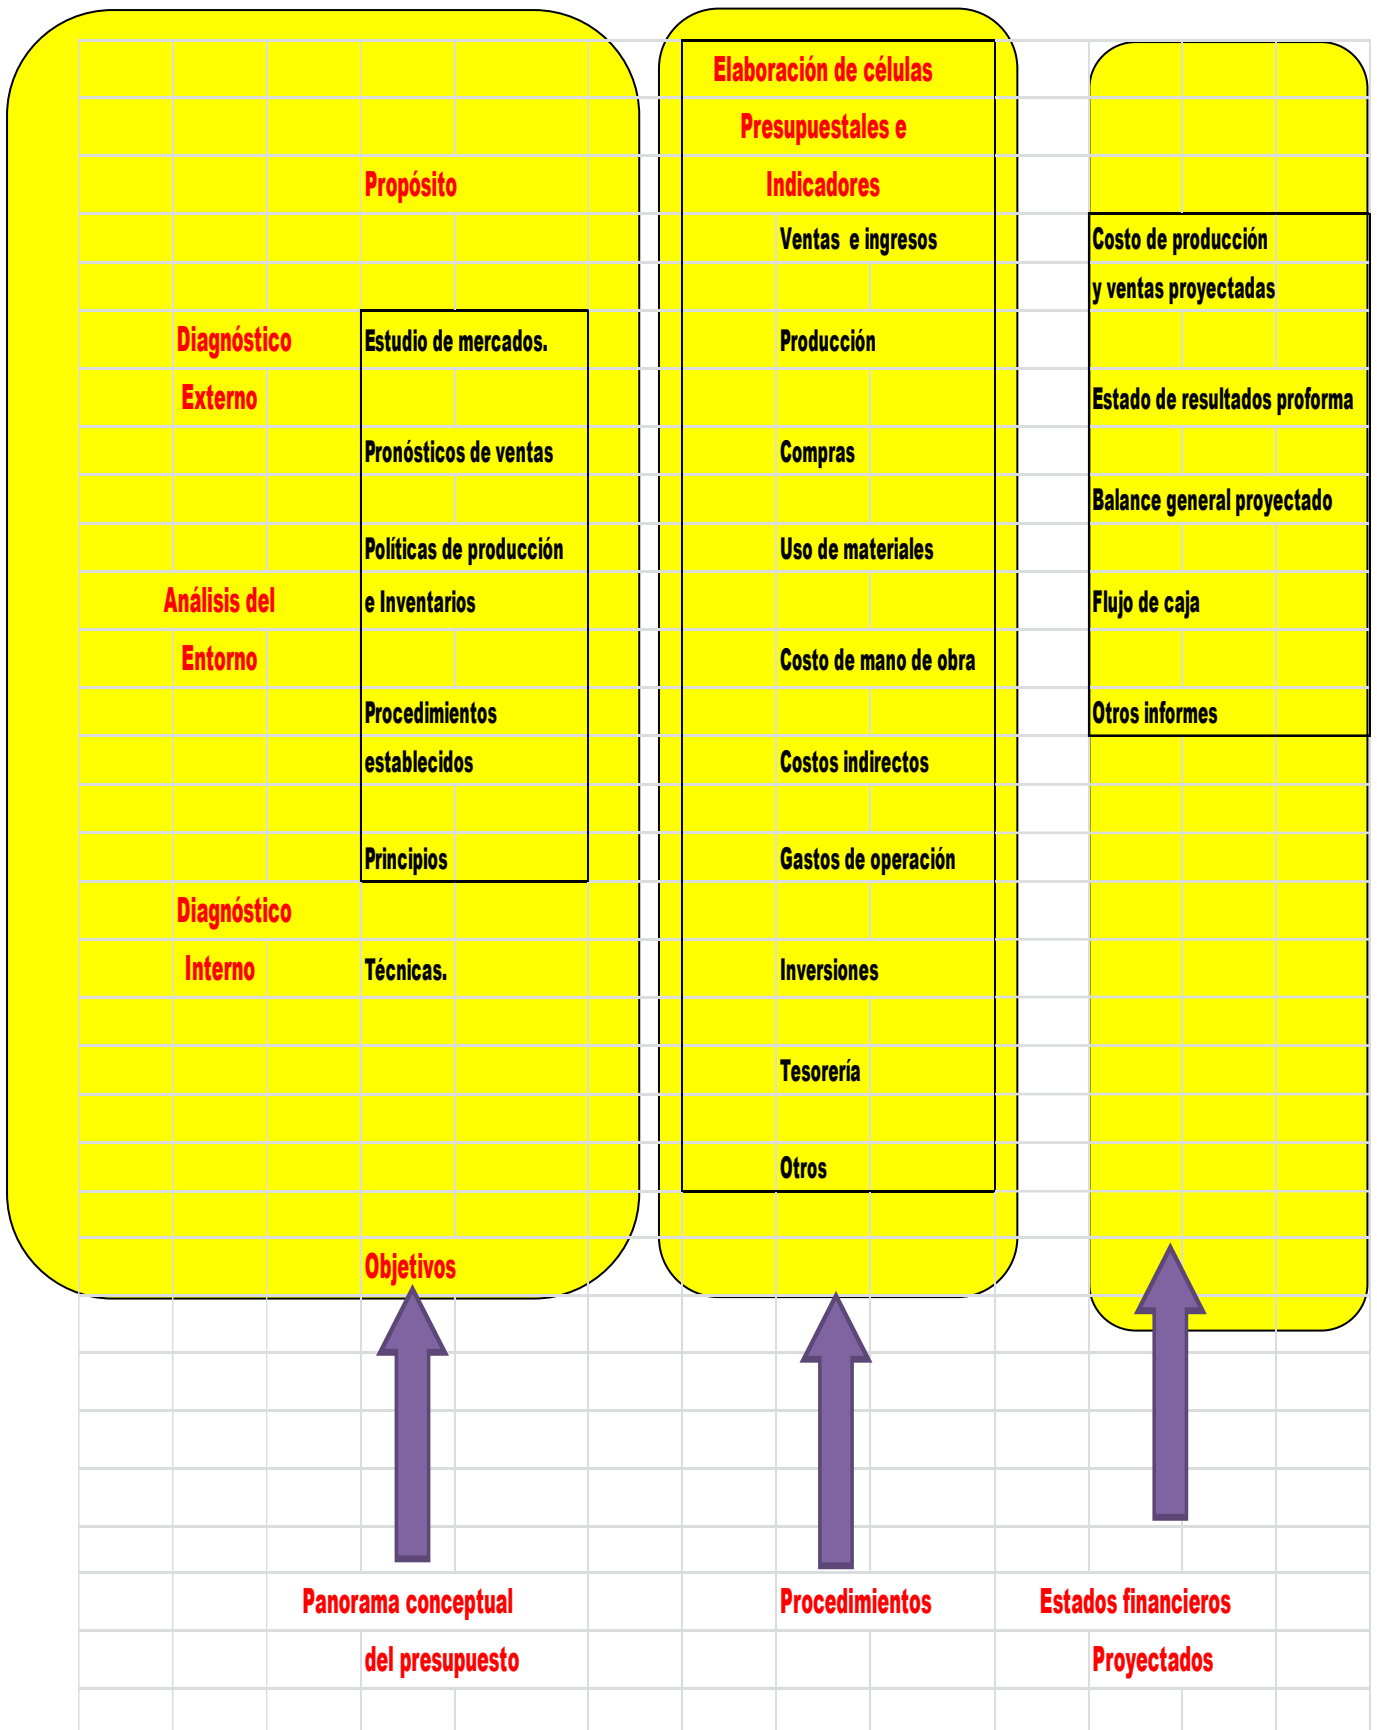 Propósito
Diagnóstico
Externo
Análisis del
Entorno
Diagnóstico
Interno
Estudio de mercados.
Pronósticos de ventas
Políticas de producción
e Inventarios
Procedimientos
establecidos
Principios
Técnicas.
Objetivos
Elaboración de células
Presupuestales e
Indicadores
Ventas e ingresos
Producción
Compras
Uso de materiales
Costo de mano de obra
Costos indirectos
Gastos de operación
Inversiones
Tesorería
Otros
Costo de producción
y ventas proyectadas
Estado de resultados proforma
Balance general proyectado
Flujo de caja
Otros informes
Panorama conceptual
del presupuesto
Procedimientos
Estados financieros
Proyectados